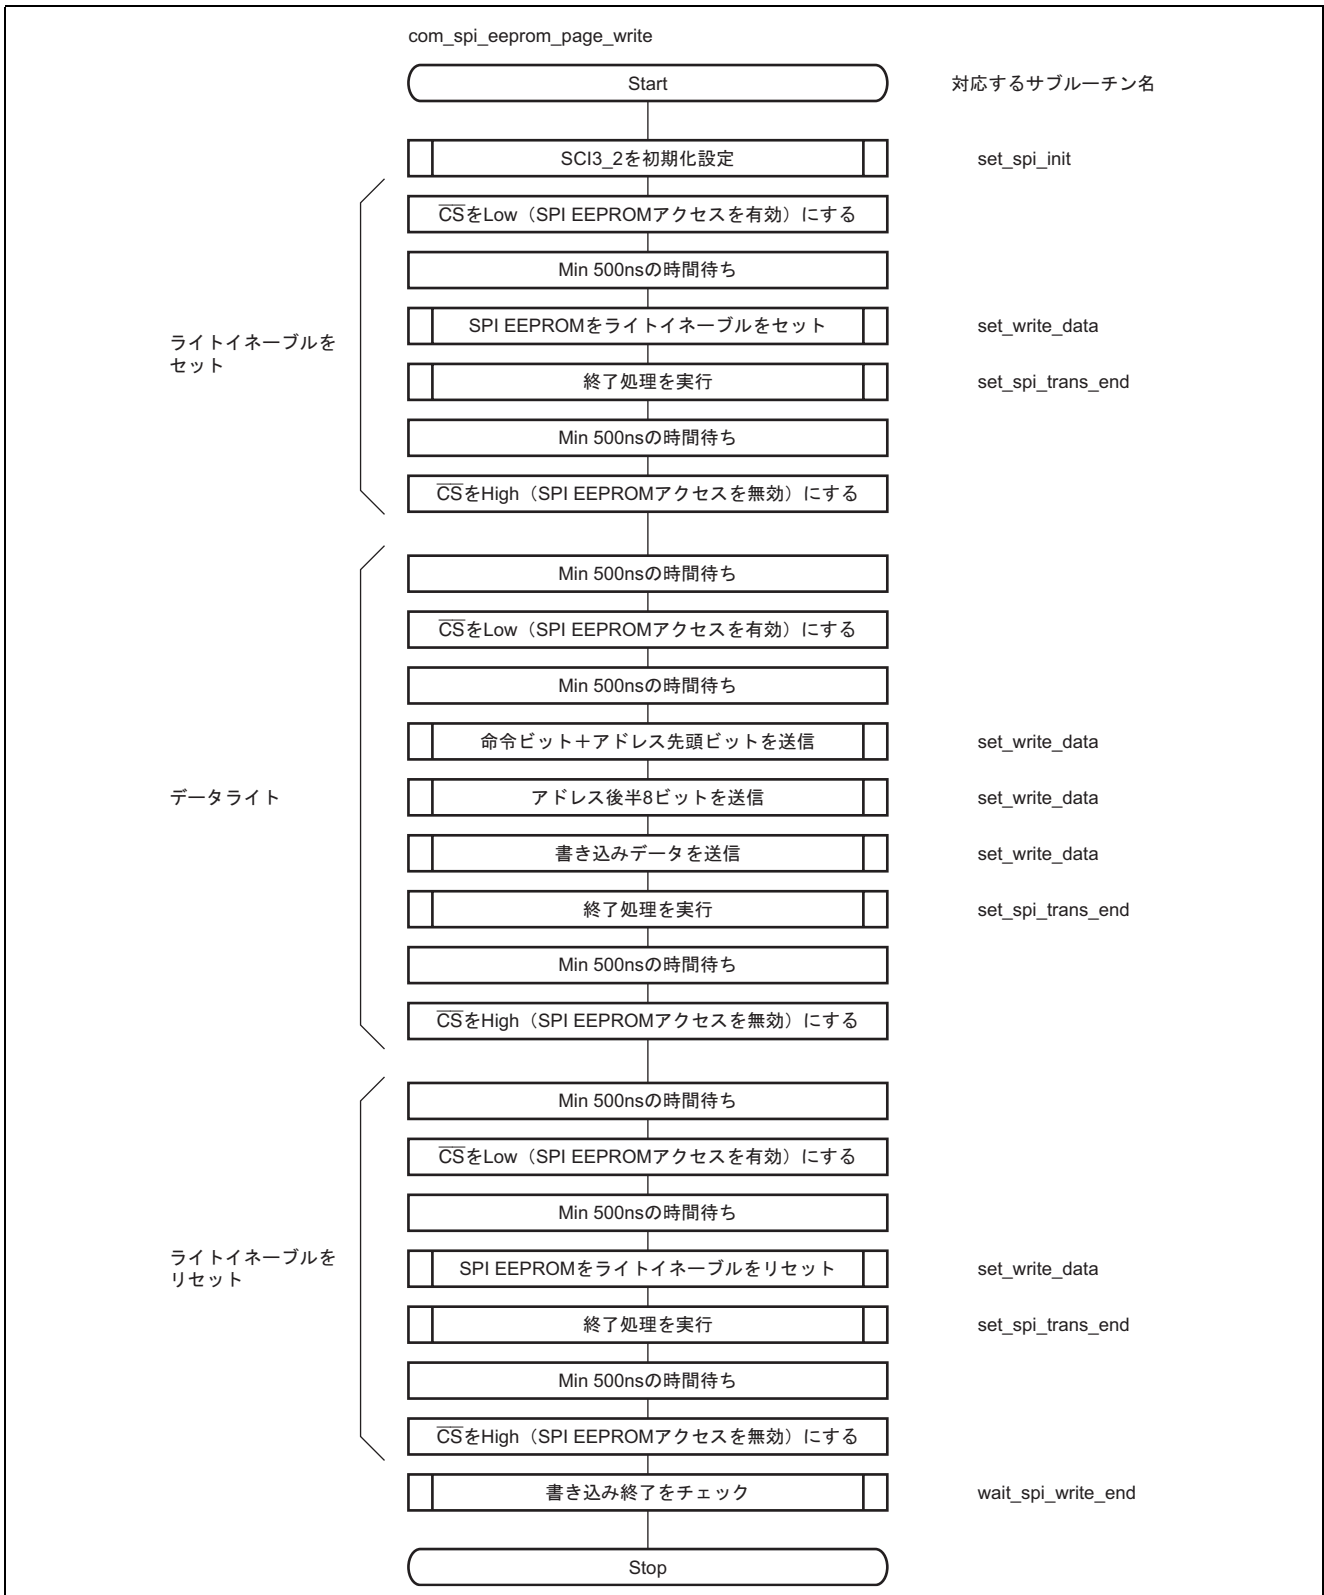 com_spi_eeprom_page_write
Start
対応するサブルーチン名
SCI3_2を初期化設定
set_spi_init
CSをLow（SPI EEPROMアクセスを有効）にする
Min 500nsの時間待ち
SPI EEPROMをライトイネーブルをセット
set_write_data
ライトイネーブルを
セット
終了処理を実行
set_spi_trans_end
Min 500nsの時間待ち
CSをHigh（SPI EEPROMアクセスを無効）にする
Min 500nsの時間待ち
CSをLow（SPI EEPROMアクセスを有効）にする
Min 500nsの時間待ち
命令ビット＋アドレス先頭ビットを送信
set_write_data
データライト
アドレス後半8ビットを送信
set_write_data
書き込みデータを送信
set_write_data
終了処理を実行
set_spi_trans_end
Min 500nsの時間待ち
CSをHigh（SPI EEPROMアクセスを無効）にする
Min 500nsの時間待ち
CSをLow（SPI EEPROMアクセスを有効）にする
Min 500nsの時間待ち
ライトイネーブルを
リセット
SPI EEPROMをライトイネーブルをリセット
set_write_data
終了処理を実行
set_spi_trans_end
Min 500nsの時間待ち
CSをHigh（SPI EEPROMアクセスを無効）にする
書き込み終了をチェック
wait_spi_write_end
Stop